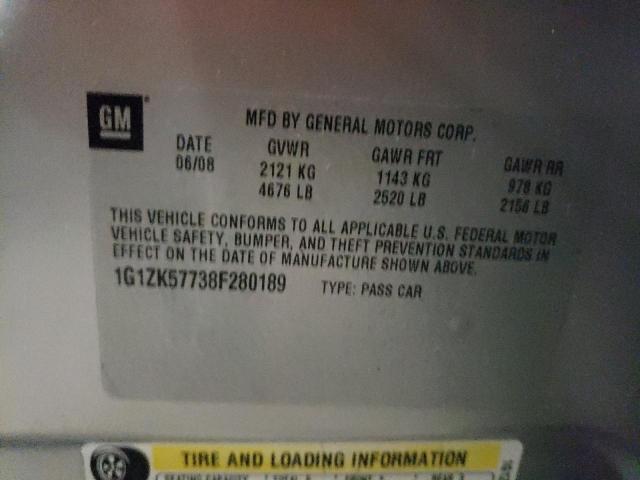 GM
MFD BY GENERAL MOTORS CORP.
DATE GVWR GAWR FRT GAWR RR
06/08 2121 KG 1143 KG 978 KG
4676 LB 2520 LB 2156 LB
THIS VEHICLE CONFORMS TO ALL APPLICABLE U.S. FEDERAL MOTOR
VEHICLE SAFETY, BUMPER, AND THEFT PREVENTION STANDARDS IN
EFFECT ON THE DATE OF MANUFACTURE SHOWN ABOVE.
1G1ZK57738F280189 TYPE: PASS CAR
TIRE AND LOADING INFORMATION